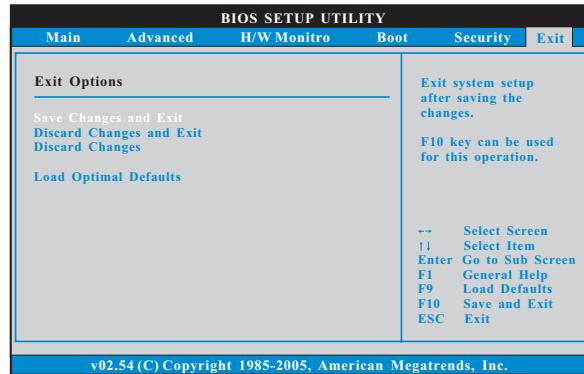 BIOS SETUP UTILITY
Main Advanced H/W Monitro Boot Security Exit
Exit Options
Save Changes and Exit
Discard Changes and Exit
Discard Changes
Load Optimal Defaults
Exit system setup
after saving the
changes.
F10 key can be used
for this operation.
←→ Select Screen
↑↓ Select Item
Enter Go to Sub Screen
F1 General Help
F9 Load Defaults
F10 Save and Exit
ESC Exit
v02.54 (C) Copyright 1985-2005, American Megatrends, Inc.